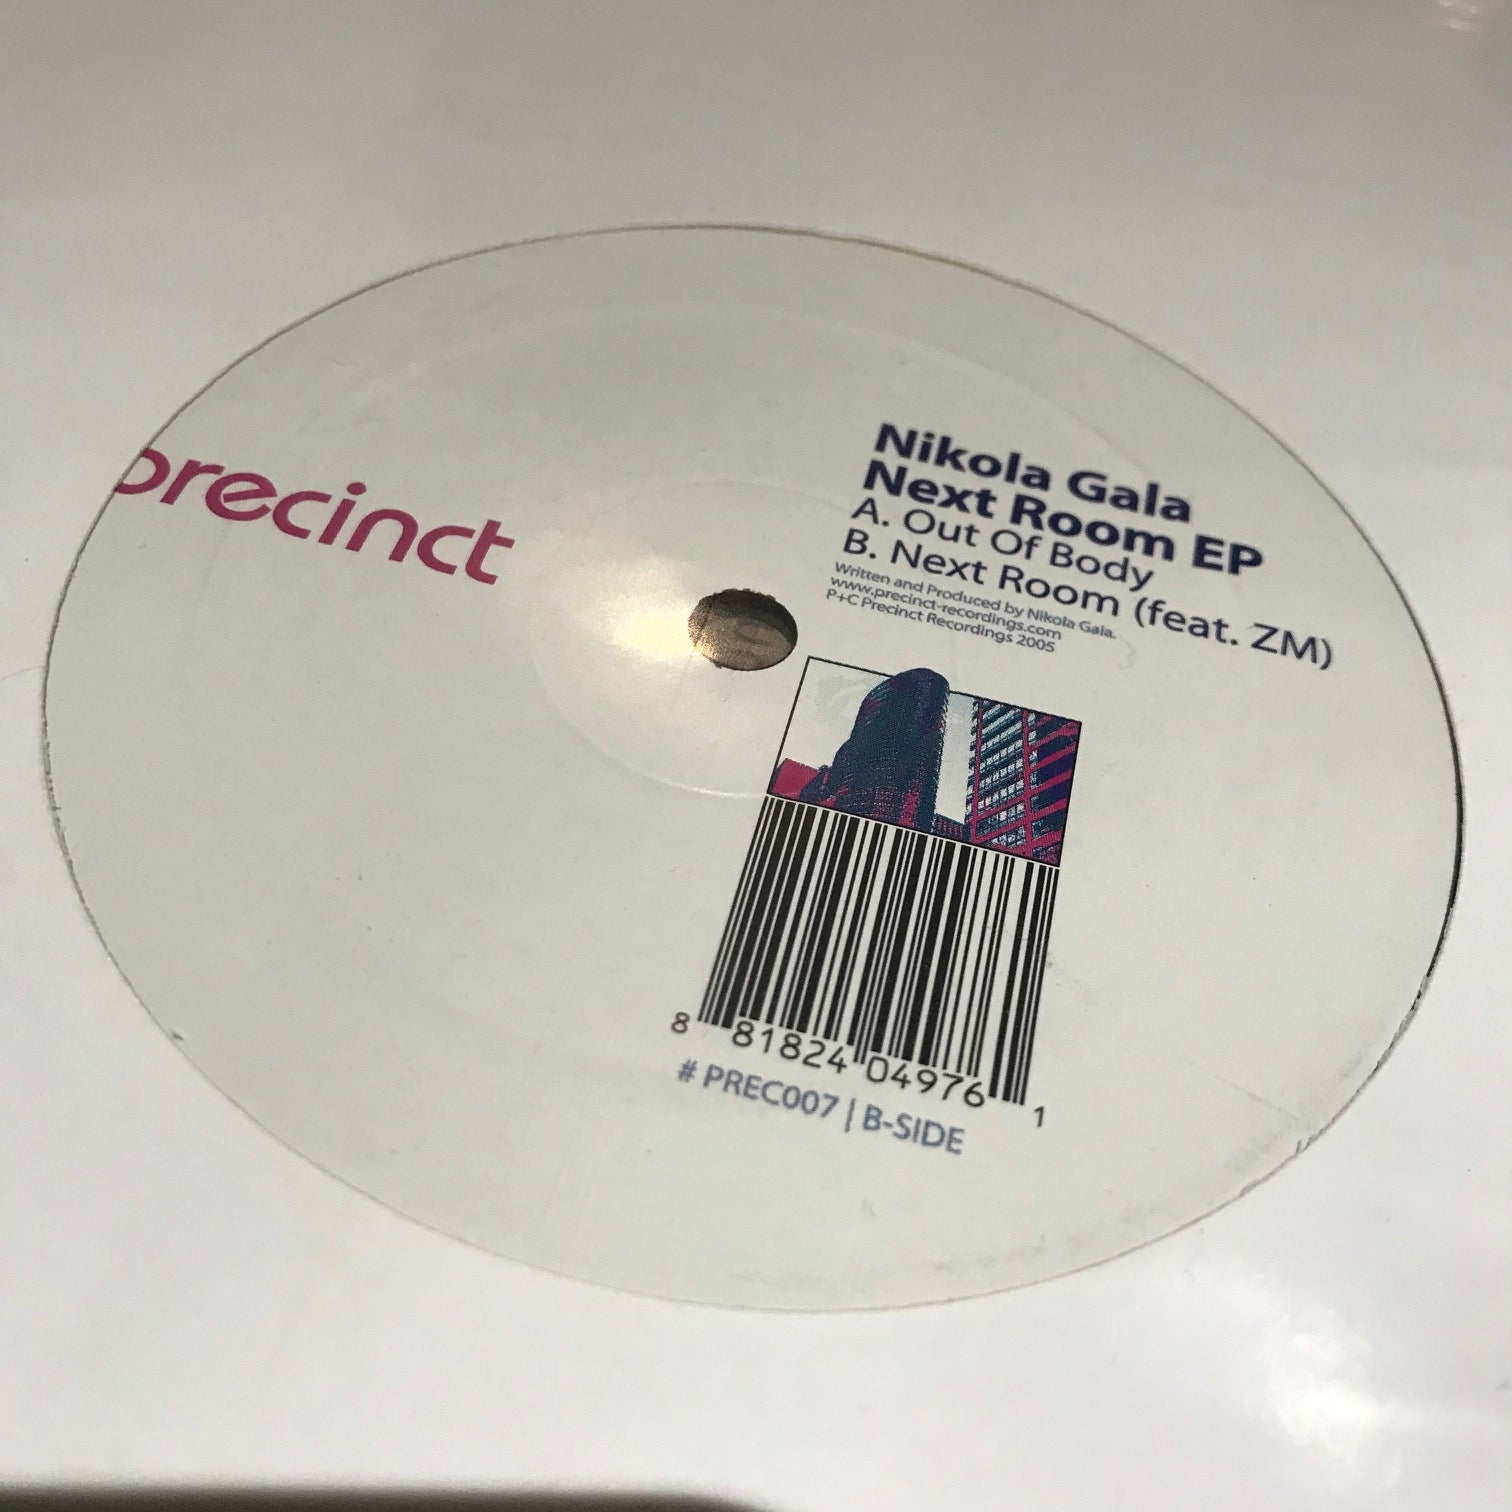 precinct
Nikola Gala
Next Room EP
A. Out Of Body
B. Next Room (feat. ZM)
Written and Produced by Nikola Gala.
www.precinct-recordings.com
P+C Precinct Recordings 2005
8 81824 04976 1
# PREC007 | B-SIDE